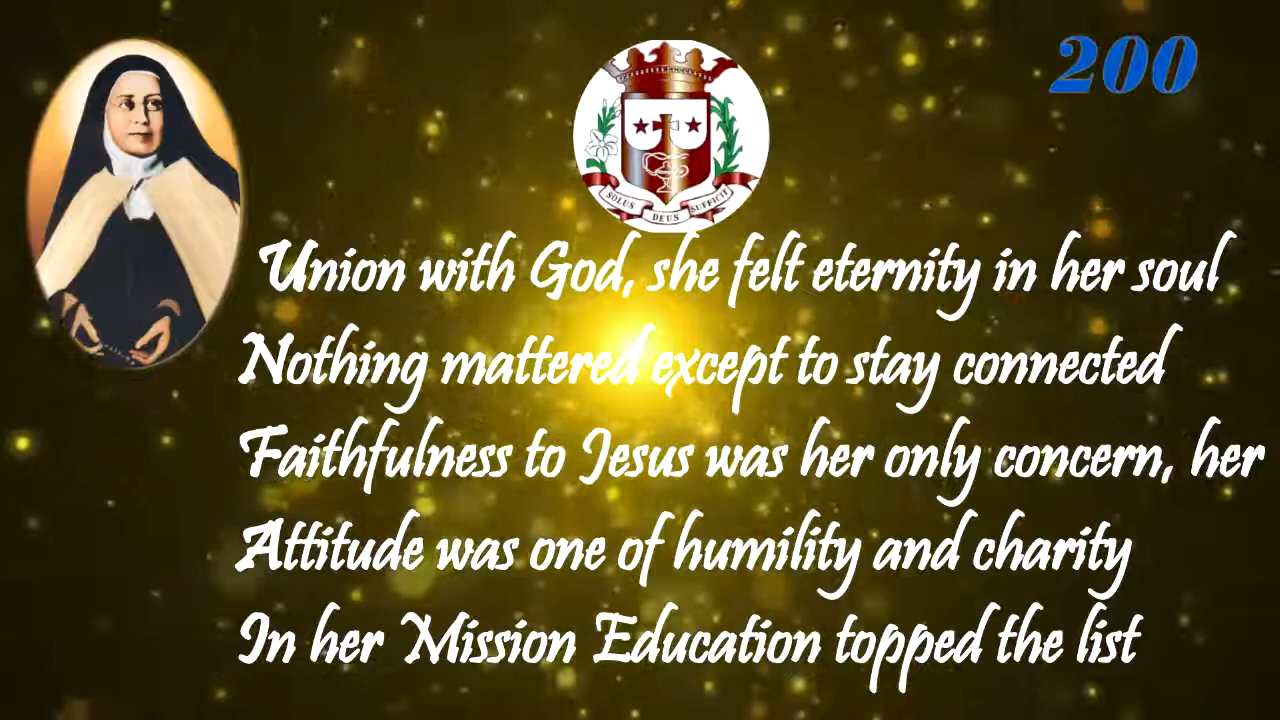 200
SOLUS DEUS SUFFICIT
Union with God, she felt eternity in her soul
Nothing mattered except to stay connected
Faithfulness to Jesus was her only concern, her
Attitude was one of humility and charity
In her Mission Education topped the list